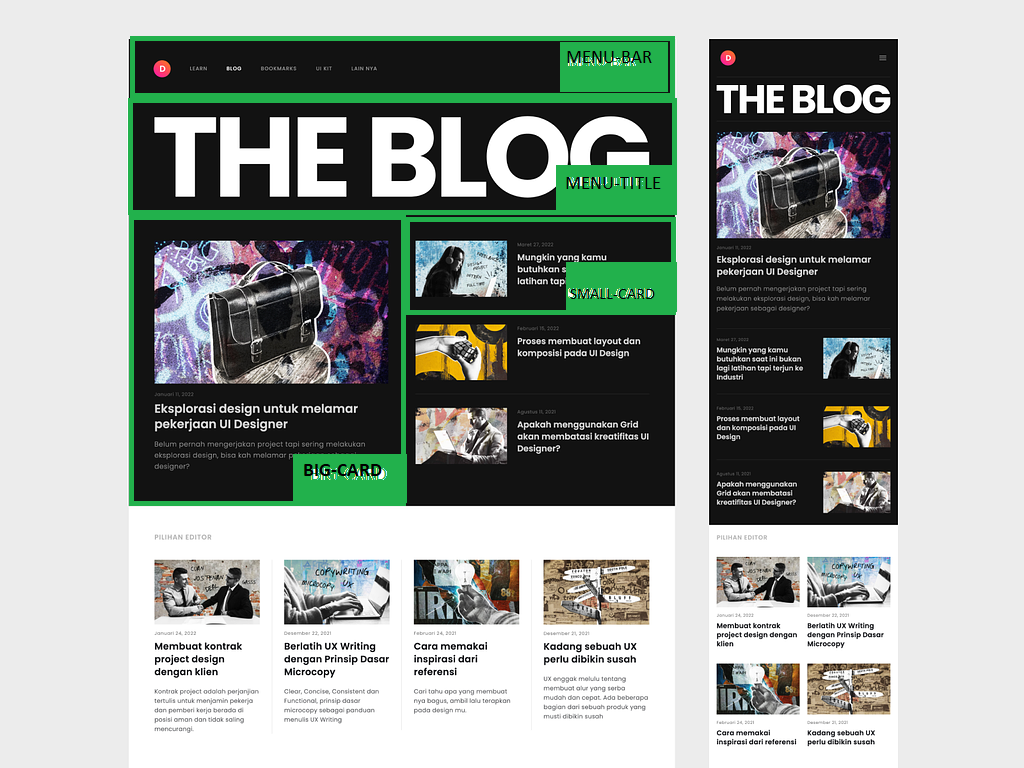 D
LEARN
BLOG
BOOKMARKS
UI KIT
LAIN NYA
MENU-BAR
THE BLOG
MENU-TITLE
Januari 11, 2022
Eksplorasi design untuk melamar
pekerjaan UI Designer
Belum pernah mengerjakan project tapi sering melakukan
eksplorasi design, bisa kah melamar
designer?
BIG-CARD
Maret 27, 2022
Mungkin yang kamu
butuhkan
latihan tapi
SMALL-CARD
Februari 15, 2022
Proses membuat layout dan
komposisi pada UI Design
Agustus 11, 2021
Apakah menggunakan Grid
akan membatasi kreatifitas UI
Designer?
PILIHAN EDITOR
Januari 24, 2022
Membuat kontrak
project design
dengan klien
Kontrak project adalah perjanjian
tertulis untuk menjamin pekerja
dan pemberi kerja berada di
posisi aman dan tidak saling
mencurangi.
COPYWRITING
MICROCOPY UX
Desember 22, 2021
Berlatih UX Writing
dengan Prinsip Dasar
Microcopy
Clear, Concise, Consistent dan
Functional, prinsip dasar
microcopy sebagai panduan
menulis UX Writing
Februari 24, 2021
Cara memakai
inspirasi dari
referensi
Cari tahu apa yang membuat
nya bagus, ambil lalu terapkan
pada design mu.
Desember 21, 2021
Kadang sebuah UX
perlu dibikin susah
UX enggak melulu tentang
membuat alur yang serba
mudah dan cepat. Ada beberapa
bagian dari sebuah produk yang
musti dibikin susah
D
THE BLOG
Januari 11, 2022
Eksplorasi design untuk melamar
pekerjaan UI Designer
Belum pernah mengerjakan project tapi sering
melakukan eksplorasi design, bisa kah melamar
pekerjaan sebagai designer?
Maret 27, 2022
Mungkin yang kamu
butuhkan saat ini bukan
lagi latihan tapi terjun ke
Industri
Februari 15, 2022
Proses membuat layout
dan komposisi pada UI
Design
Agustus 11, 2021
Apakah menggunakan
Grid akan membatasi
kreatifitas UI Designer?
PILIHAN EDITOR
Januari 24, 2022
Membuat kontrak
project design dengan
klien
COPYWRITING
MICROCOPY UX
Desember 22, 2021
Berlatih UX Writing
dengan Prinsip Dasar
Microcopy
Februari 24, 2021
Cara memakai
inspirasi dari referensi
Desember 21, 2021
Kadang sebuah UX
perlu dibikin susah